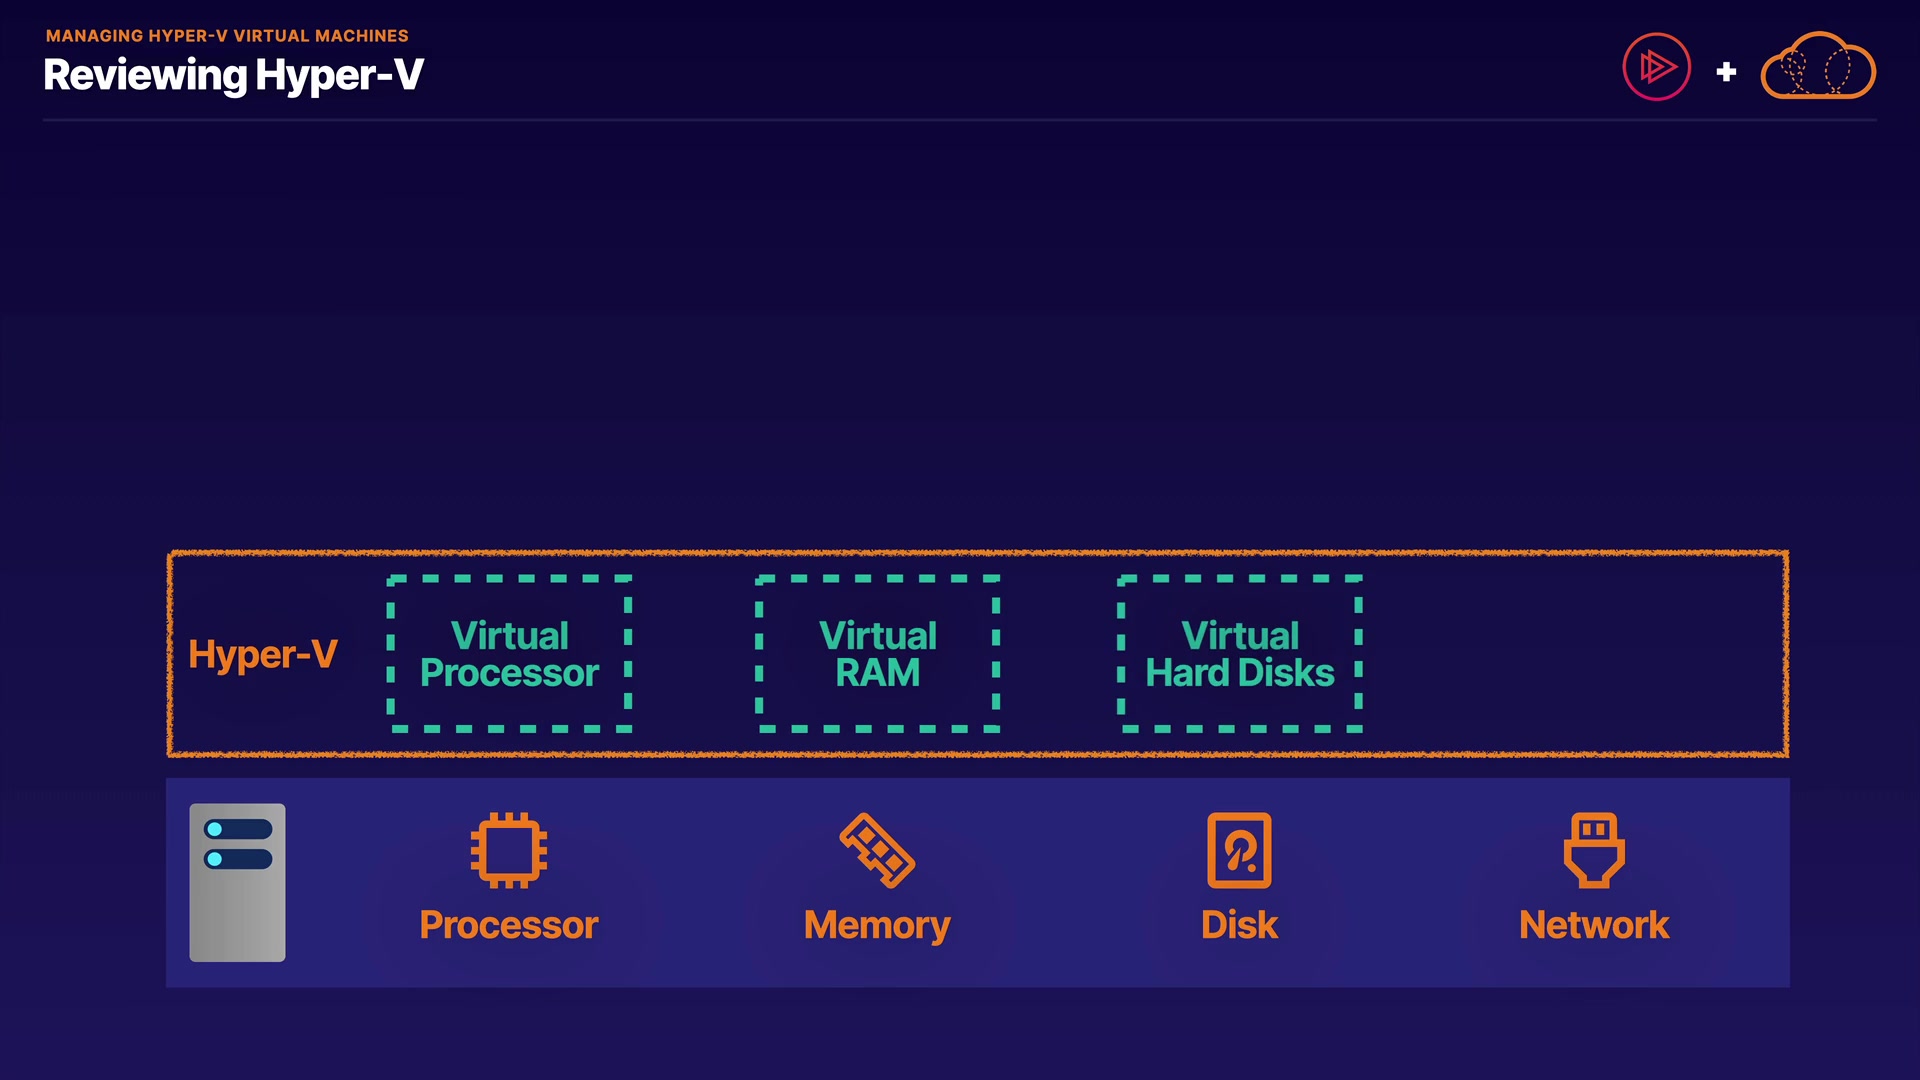 MANAGING HYPER-V VIRTUAL MACHINES
Reviewing Hyper-V
Hyper-V
Virtual
Processor
Virtual
RAM
Virtual
Hard Disks
Processor
Memory
Disk
Network